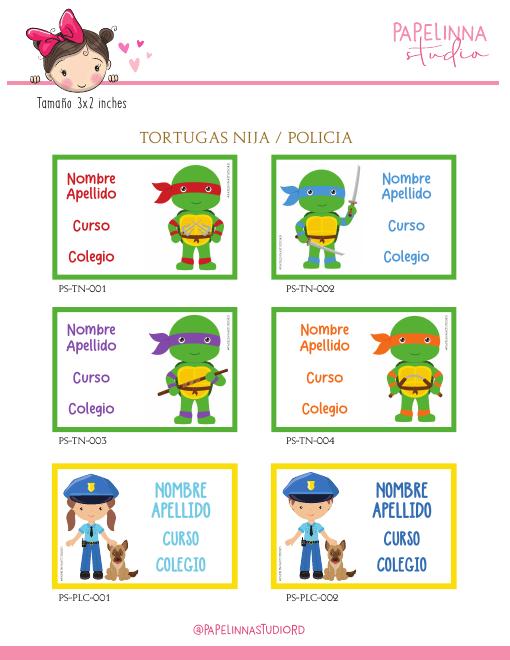 PAPELINNA
studio
Tamaño 3x2 inches
TORTUGAS NIJA / POLICIA
Nombre
Apellido
Curso
Colegio
PS-TN-001
Nombre
Apellido
Curso
Colegio
PS-TN-002
Nombre
Apellido
Curso
Colegio
PS-TN-003
Nombre
Apellido
Curso
Colegio
PS-TN-004
NOMBRE
APELLIDO
CURSO
COLEGIO
PS-PLC-001
NOMBRE
APELLIDO
CURSO
COLEGIO
PS-PLC-002
@PAPELINNASTUDIORD